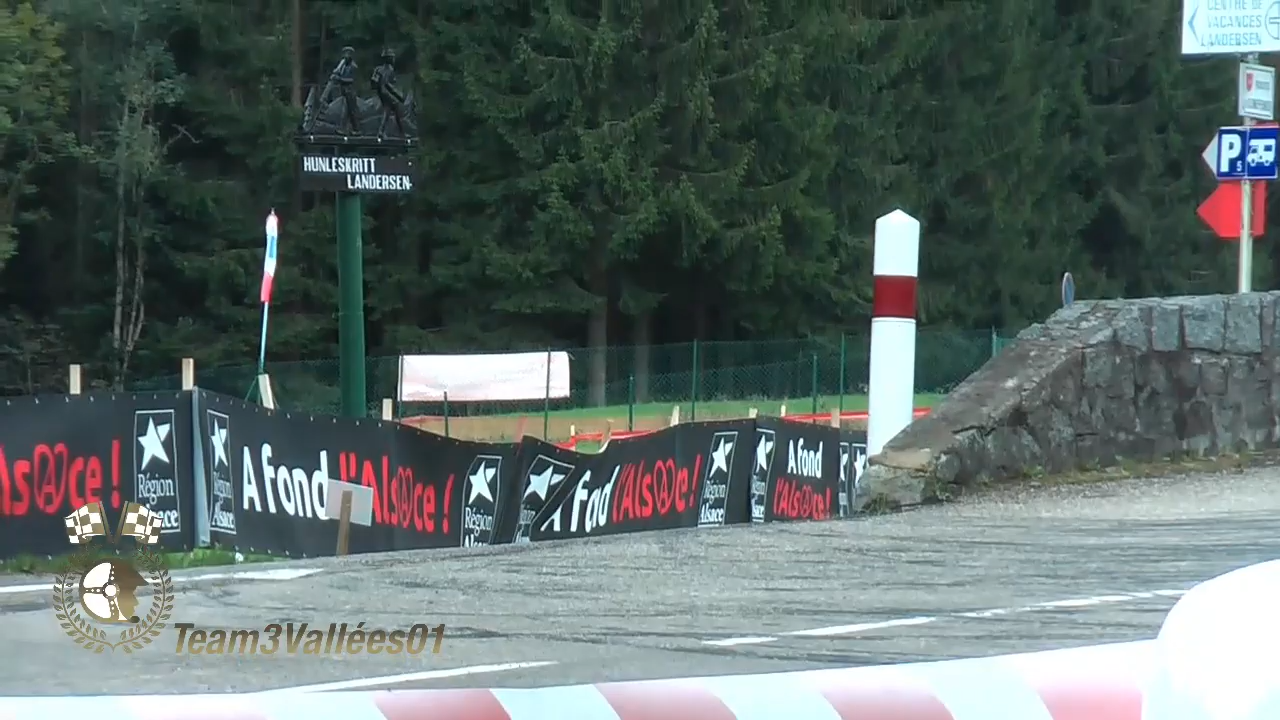 CENTRE DE
VACANCES
LANDERSEN
P
5
HUNLESKRITT
LANDERSEN
Alsace !
Région
Alsace
A fond l'Alsace !
Région
A fond l'Alsace !
Région
Alsace
A fond
l'Alsace !
Team3Vallées01